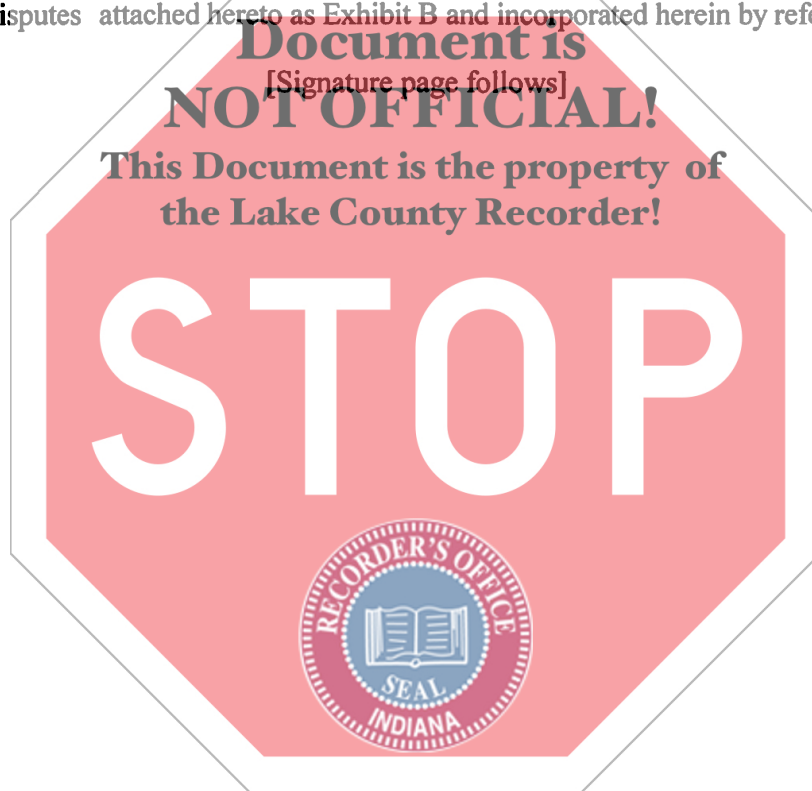 isputes attached hereto as Exhibit B and incorporated herein by
Document is
[Signature page follows]
NOT OFFICIAL!
This Document is the property of
the Lake County Recorder!
STOP
RECORDER'S OFFICE
SEAL
INDIANA